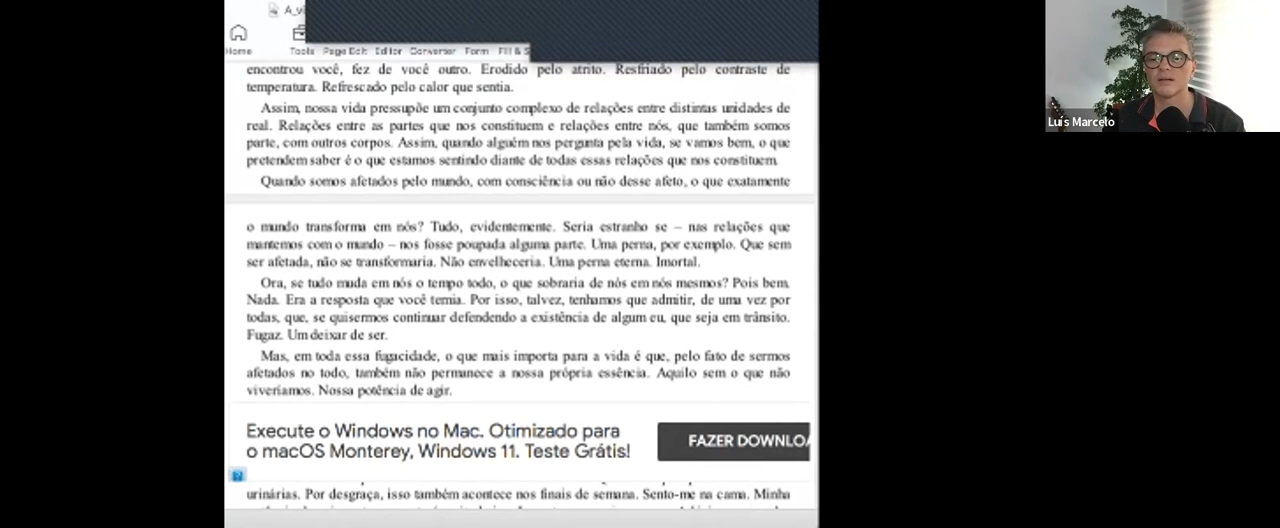 A_vi
Home
Tools Page Edit Editor Converter Form Fill & S
encontrou você, fez de você outro. Erodido pelo atrito. Resfriado pelo contraste de
temperatura. Refrescado pelo calor que sentia.
Assim, nossa vida pressupõe um conjunto complexo de relações entre distintas unidades de
real. Relações entre as partes que nos constituem e relações entre nós, que também somos
parte, com outros corpos. Assim, quando alguém nos pergunta pela vida, se vamos bem, o que
pretendem saber é o que estamos sentindo diante de todas essas relações que nos constituem.
Quando somos afetados pelo mundo, com consciência ou não desse afeto, o que exatamente
o mundo transforma em nós? Tudo, evidentemente. Seria estranho se – nas relações que
mantemos com o mundo – nos fosse poupada alguma parte. Uma perna, por exemplo. Que sem
ser afetada, não se transformaria. Não envelheceria. Uma perna eterna. Imortal.
Ora, se tudo muda em nós o tempo todo, o que sobraria de nós em nós mesmos? Pois bem.
Nada. Era a resposta que você temia. Por isso, talvez, tenhamos que admitir, de uma vez por
todas, que, se quisermos continuar defendendo a existência de algum eu, que seja em trânsito.
Fugaz. Um deixar de ser.
Mas, em toda essa fugacidade, o que mais importa para a vida é que, pelo fato de sermos
afetados no todo, também não permanece a nossa própria essência. Aquilo sem o que não
viveríamos. Nossa potência de agir.
Execute o Windows no Mac. Otimizado para
o macOS Monterey, Windows 11. Teste Grátis!
FAZER DOWNLOA
urinárias. Por desgraça, isso também acontece nos finais de semana. Sento-me na cama. Minha
Luís Marcelo